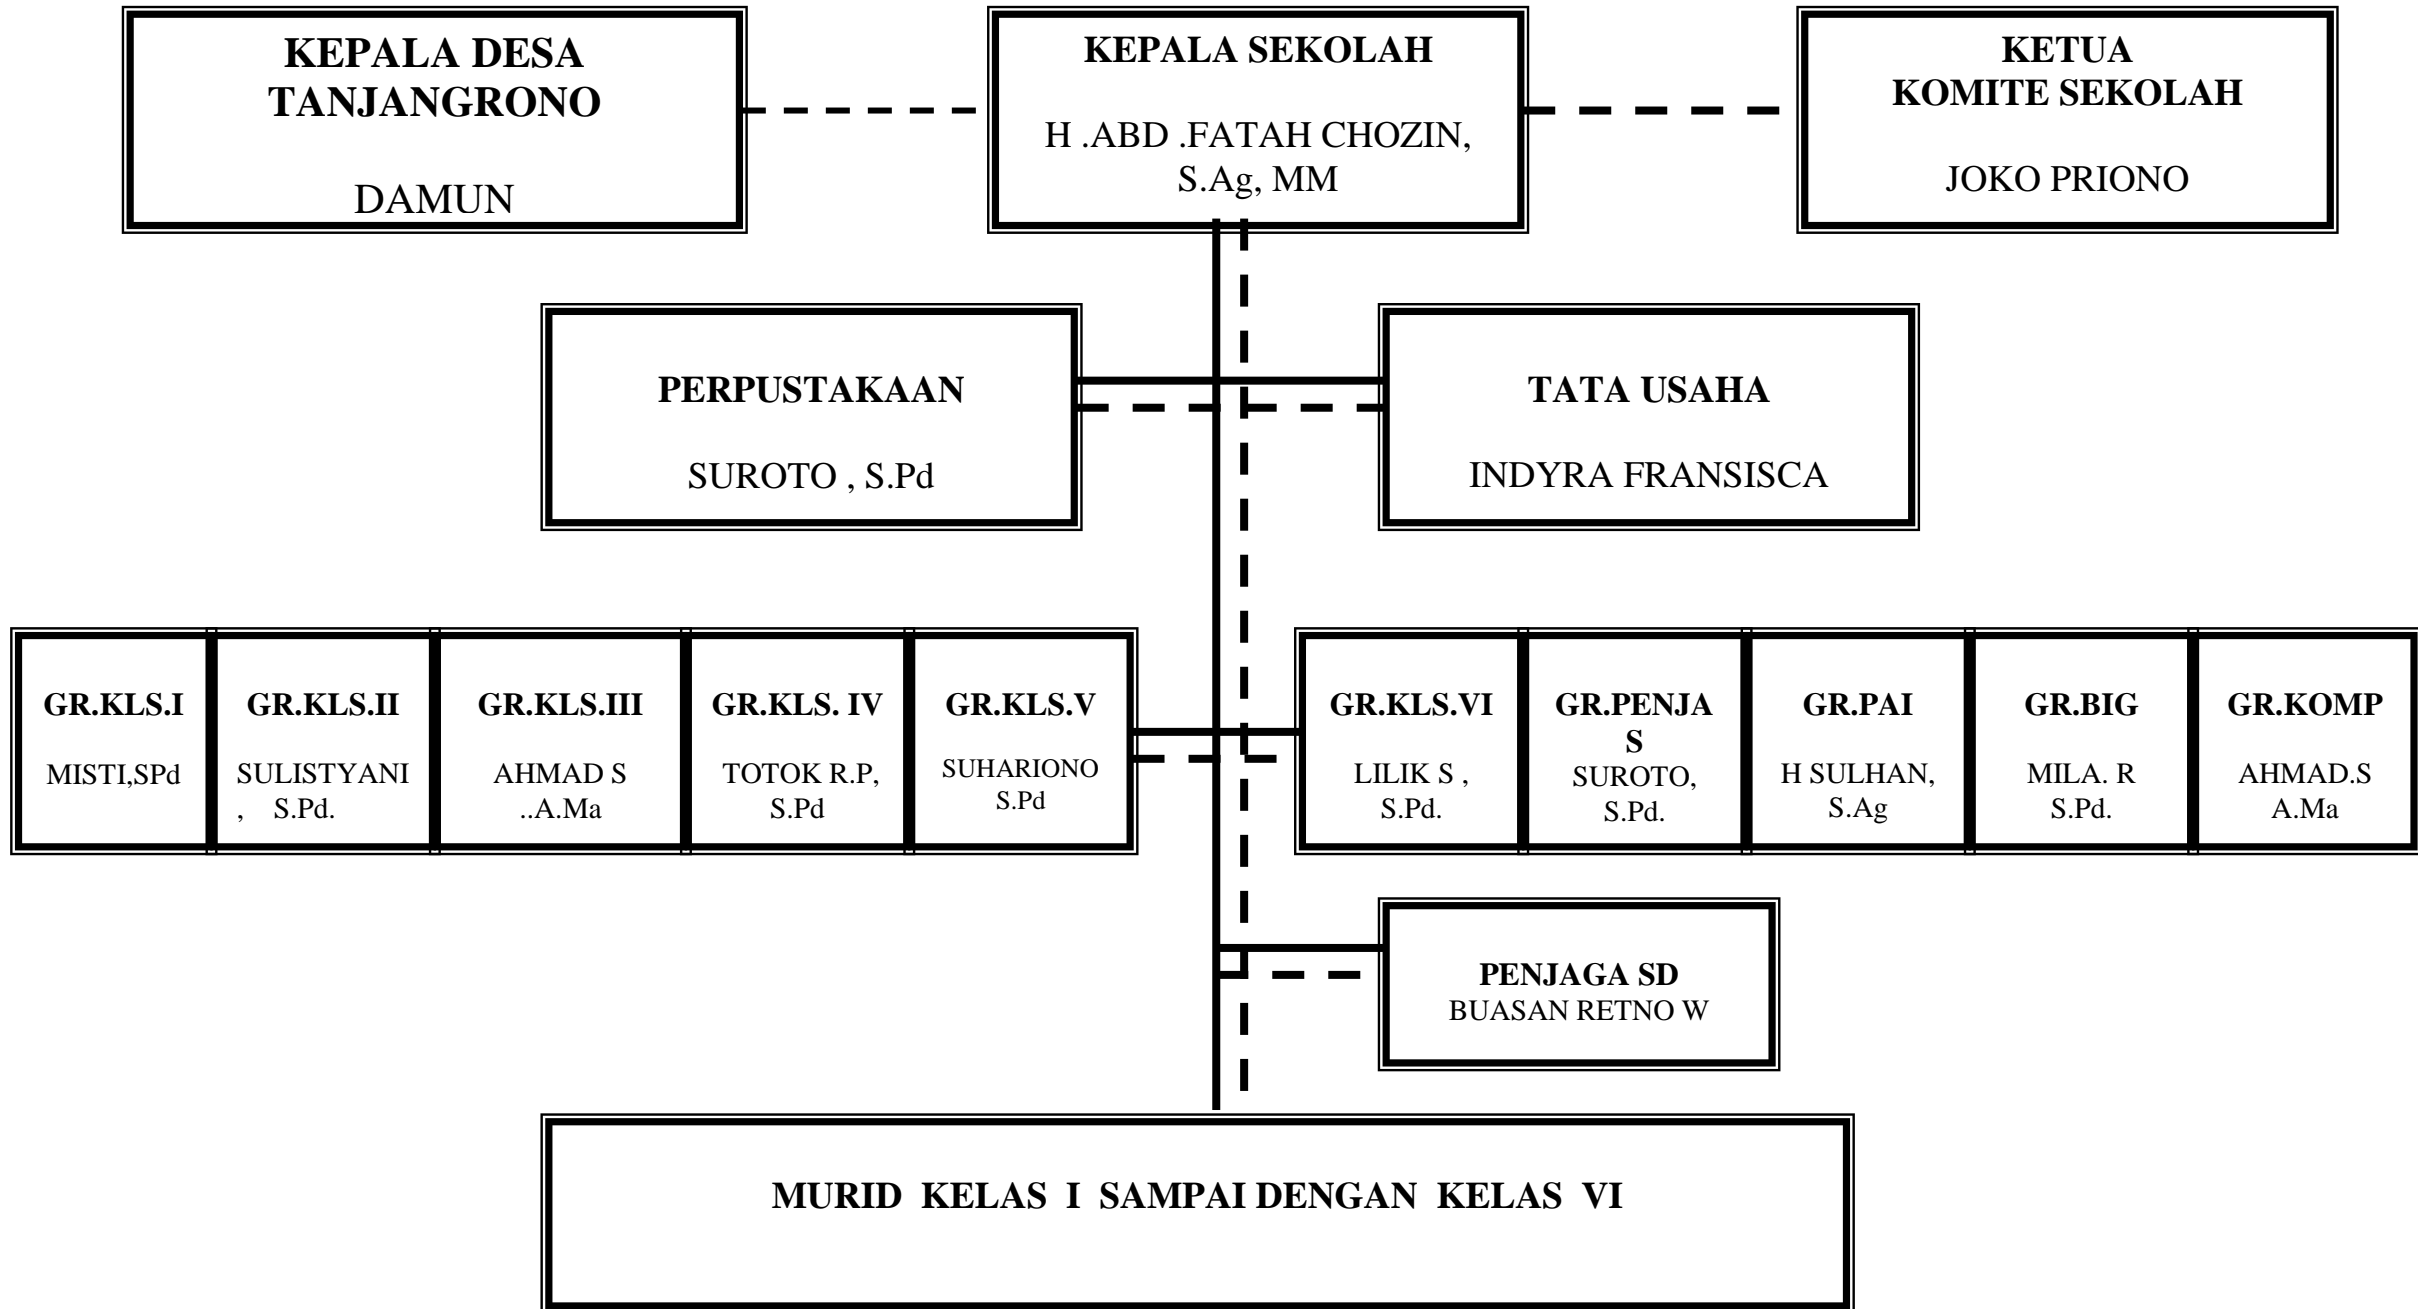 KEPALA DESA
TANJANGRONO
DAMUN
KEPALA SEKOLAH
H .ABD .FATAH CHOZIN,
S.Ag, MM
KETUA
KOMITE SEKOLAH
JOKO PRIONO
PERPUSTAKAAN
SUROTO , S.Pd
TATA USAHA
INDYRA FRANSISCA
GR.KLS.I
MISTI,SPd
GR.KLS.II
SULISTYANI
, S.Pd.
GR.KLS.III
AHMAD S
..A.Ma
GR.KLS. IV
TOTOK R.P,
S.Pd
GR.KLS.V
SUHARIONO
S.Pd
GR.KLS.VI
LILIK S ,
S.Pd.
GR.PENJA
S
SUROTO,
S.Pd.
GR.PAI
H SULHAN,
S.Ag
GR.BIG
MILA. R
S.Pd.
GR.KOMP
AHMAD.S
A.Ma
PENJAGA SD
BUASAN RETNO W
MURID KELAS I SAMPAI DENGAN KELAS VI